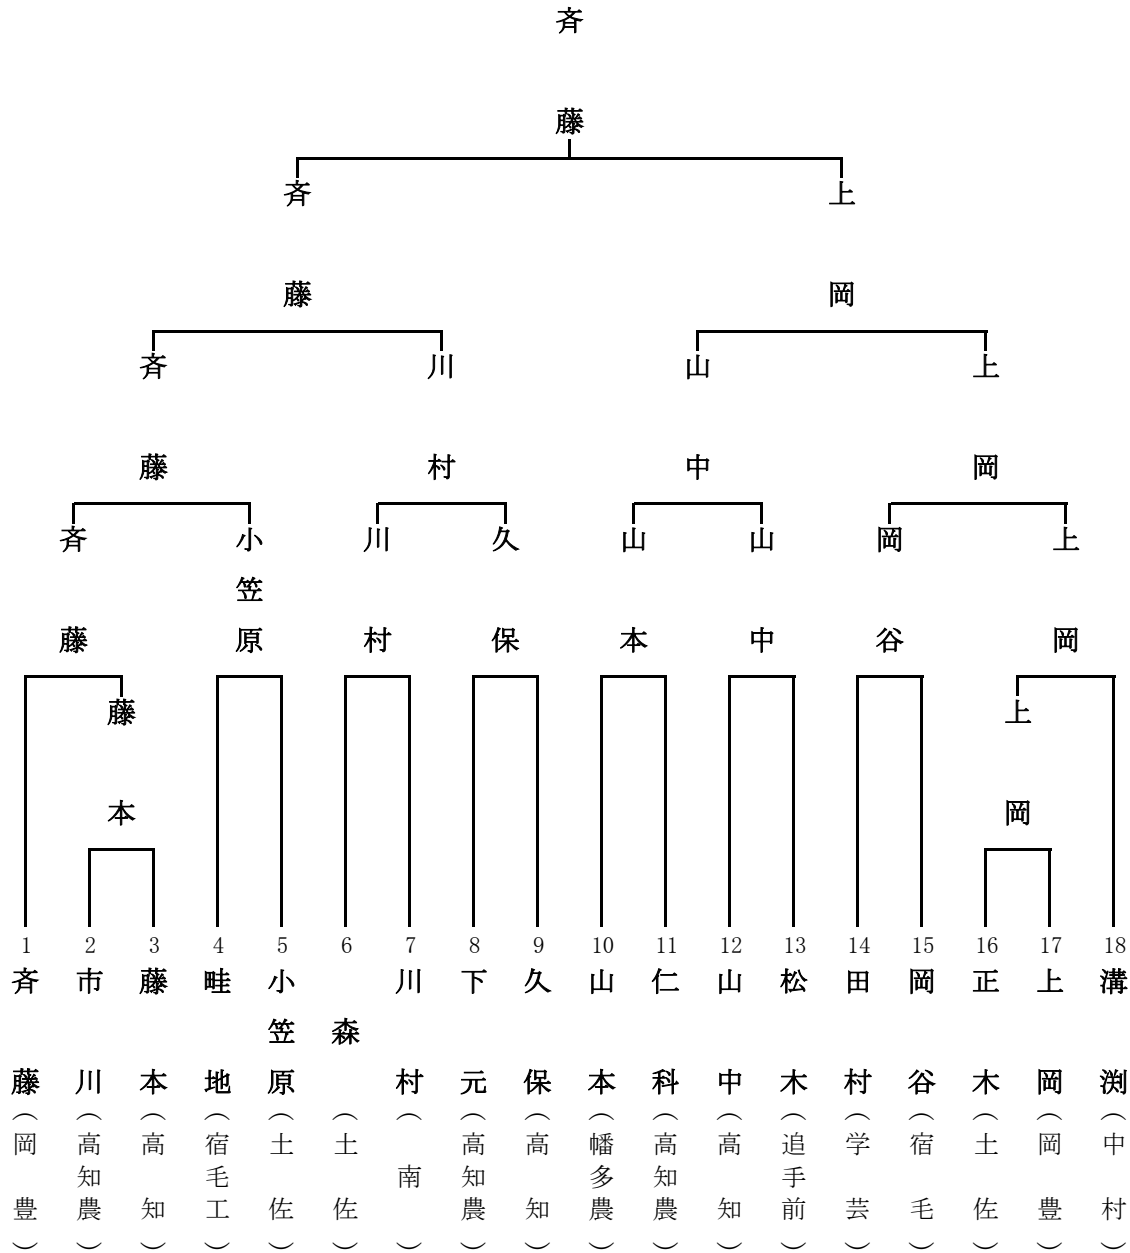 斉藤
斉藤
上岡
斉藤
川村
山中
上岡
斉藤
小笠原
川村
久保
山本
山中
岡谷
上岡
藤本
上岡
1 斉藤（岡豊）
2 市川（高知農）
3 藤本（高知）
4 畦地（宿毛工）
5 小笠原（土佐）
6 森（土佐）
7 川村（南）
8 下元（高知農）
9 久保（高知）
10 山本（幡多農）
11 仁科（高知農）
12 山中（高知）
13 松木（追手前）
14 田村（学芸）
15 岡谷（宿毛）
16 正木（土佐）
17 上岡（岡豊）
18 溝渕（中村）